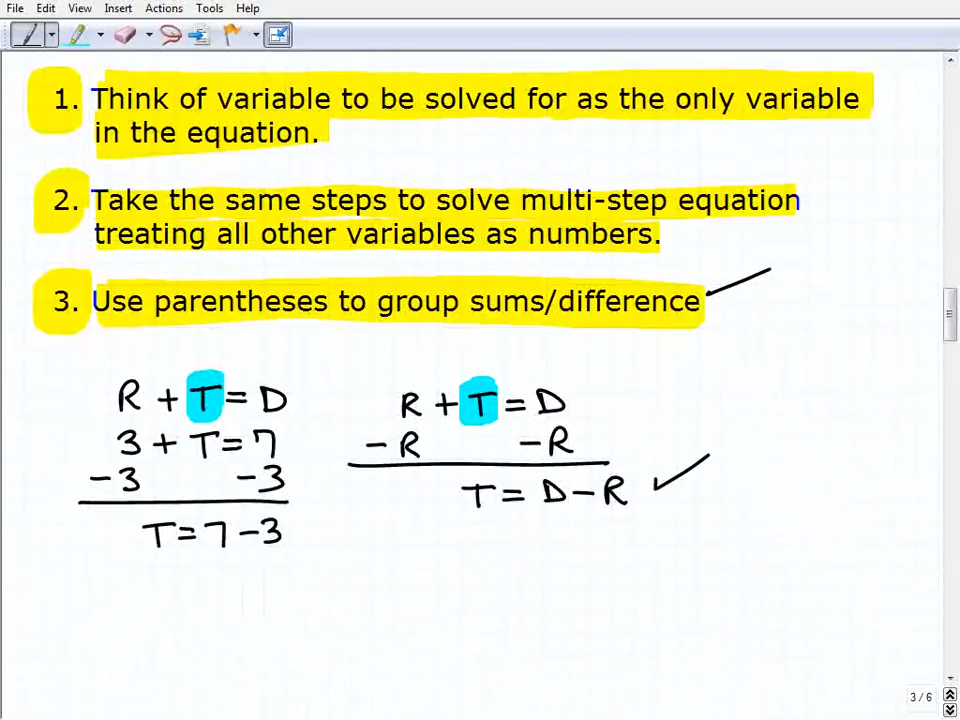 File Edit View Insert Actions Tools Help
1. Think of variable to be solved for as the only variable
in the equation.
2. Take the same steps to solve multi-step equation
treating all other variables as numbers.
3. Use parentheses to group sums/difference
R + T = D
3 + T = 7
-3 -3
T = 7 - 3
R + T = D
-R -R
T = D - R
3 / 6